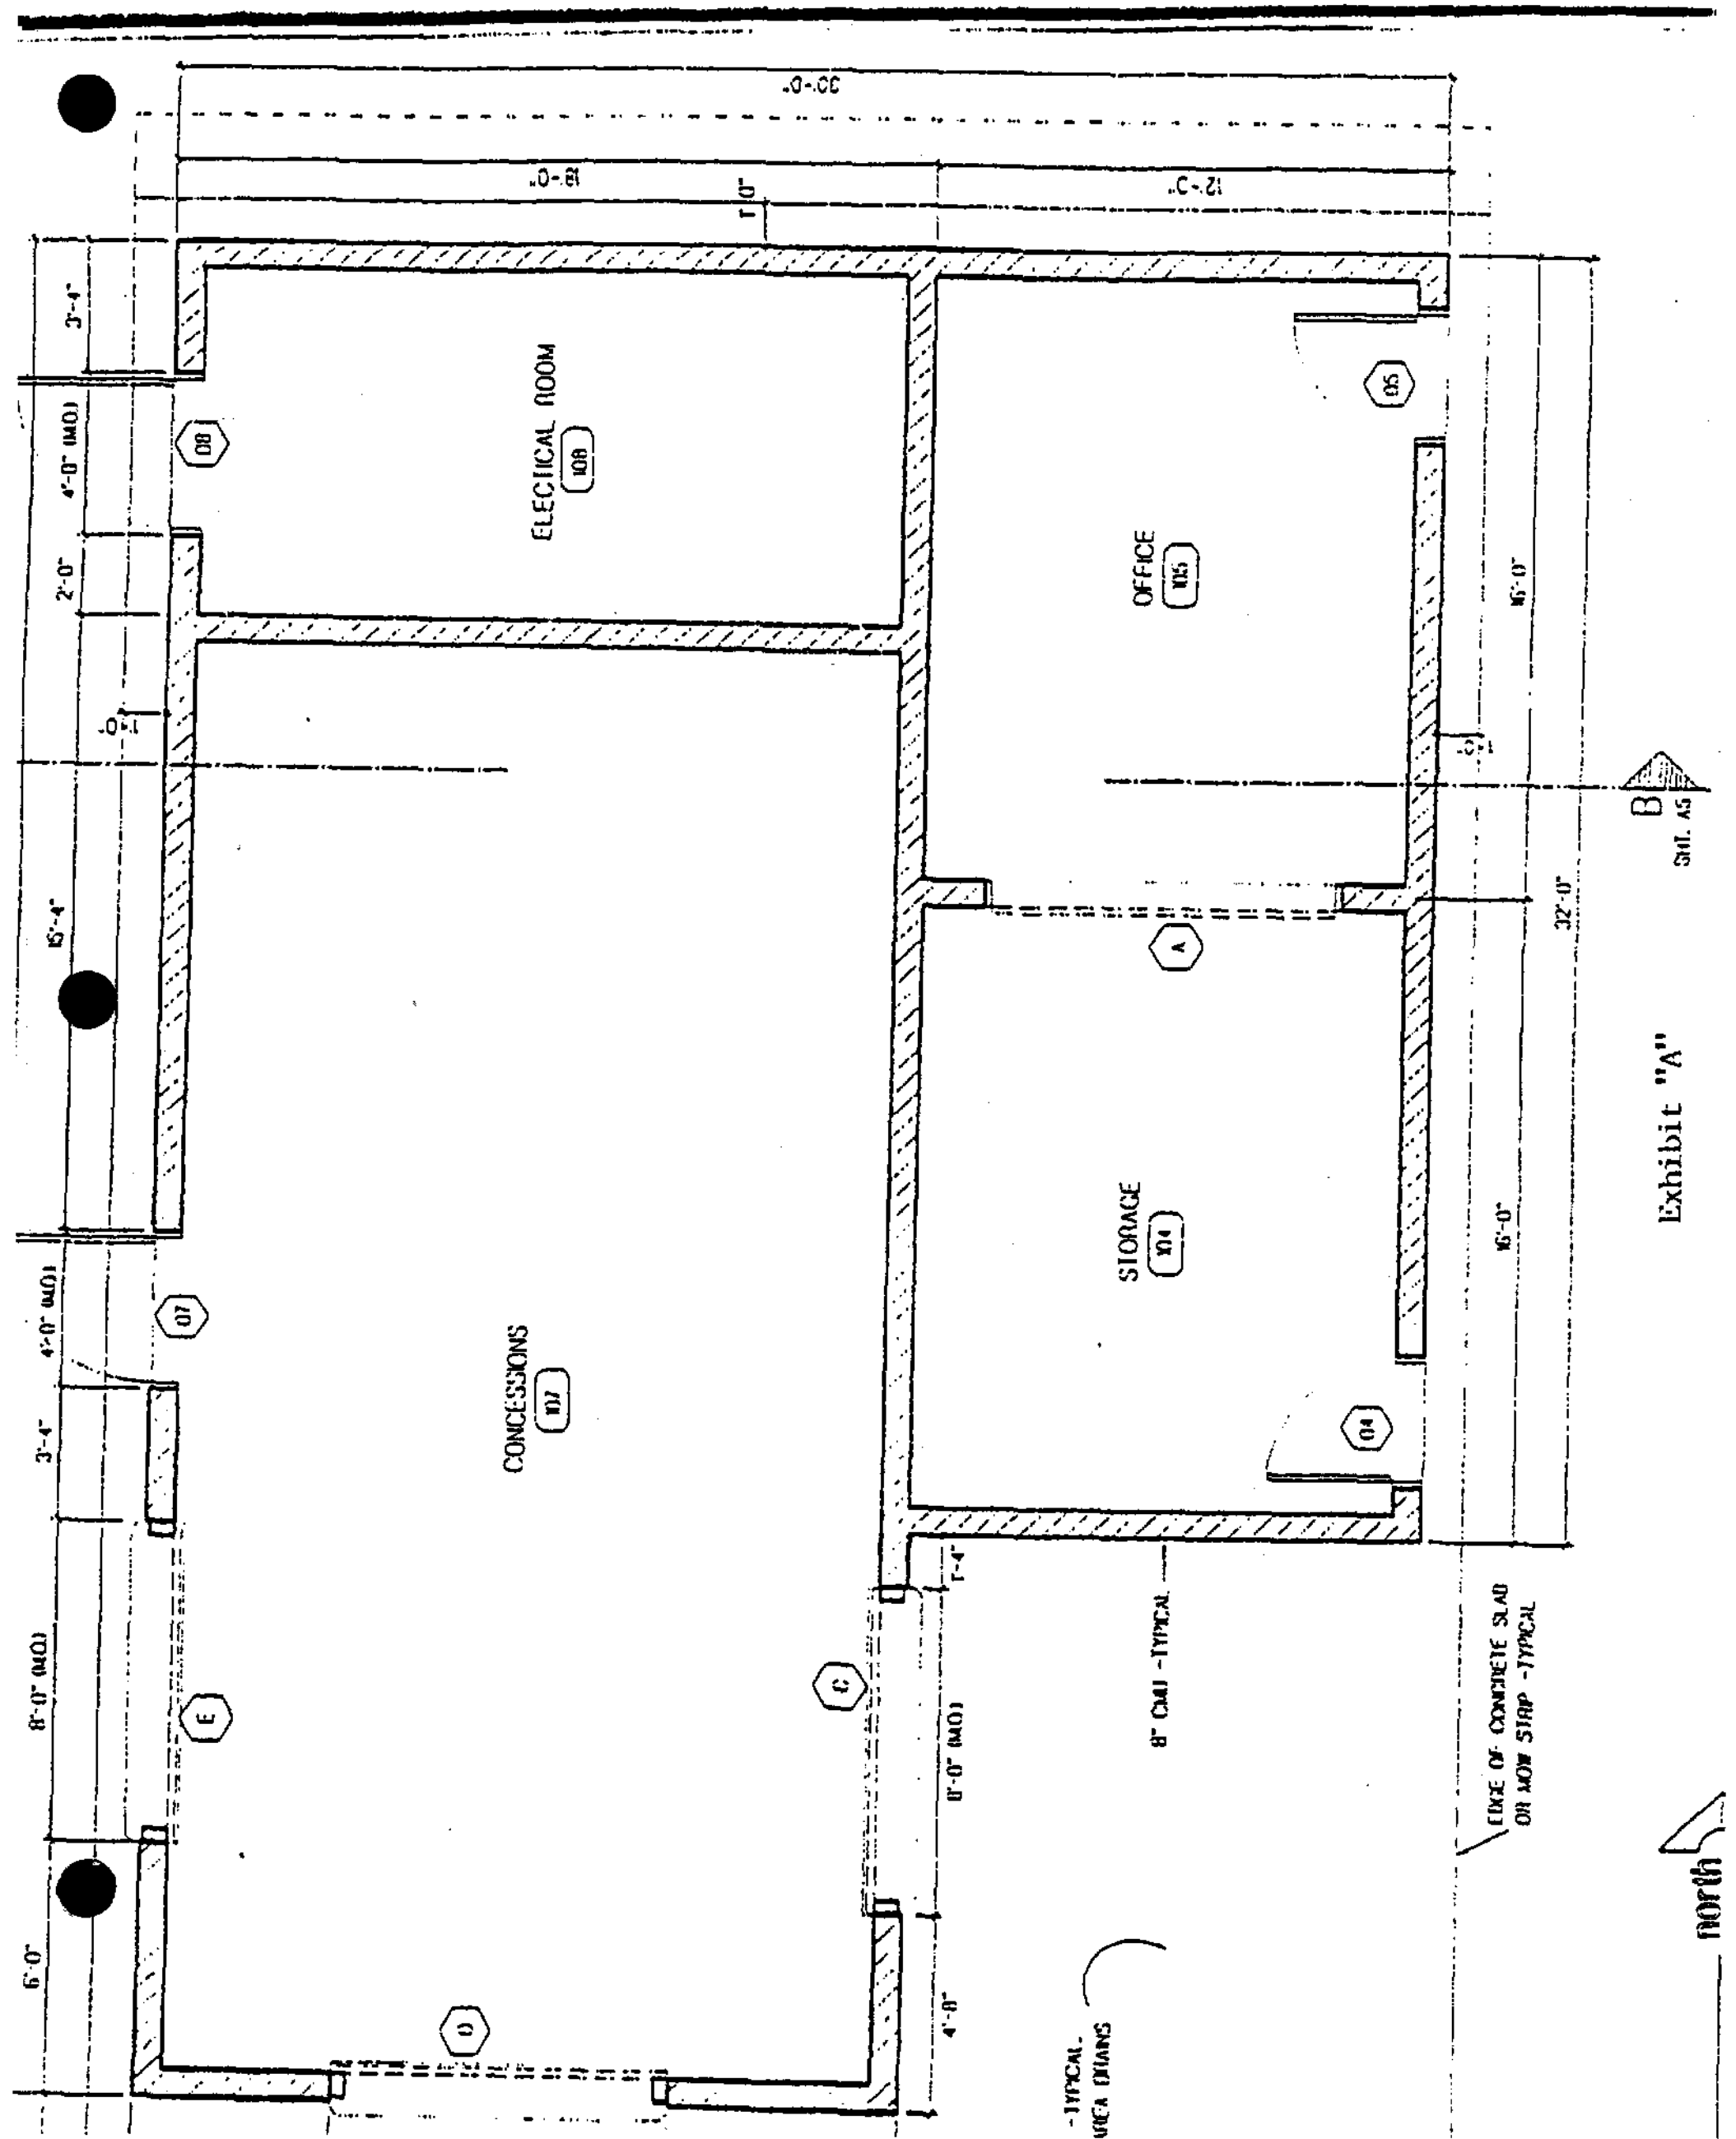 30'-0"
18'-0"
12'-0"
1'-0"
3'-4"
4'-0" (M.O.)
2'-0"
15'-4"
4'-0" (M.O.)
3'-4"
8'-0" (M.O.)
6'-0"
1'-0"
08
ELECTICAL ROOM
108
05
OFFICE
105
16'-0"
32'-0"
16'-0"
B
SHT. A5
A
07
CONCESSIONS
107
STORAGE
104
04
Exhibit "A"
E
C
D
1'-4"
8'-0" (M.O.)
4'-8"
8" CMU -TYPICAL
EDGE OF CONCRETE SLAB
OR MOW STRIP -TYPICAL
-TYPICAL
AREA DRAINS
north